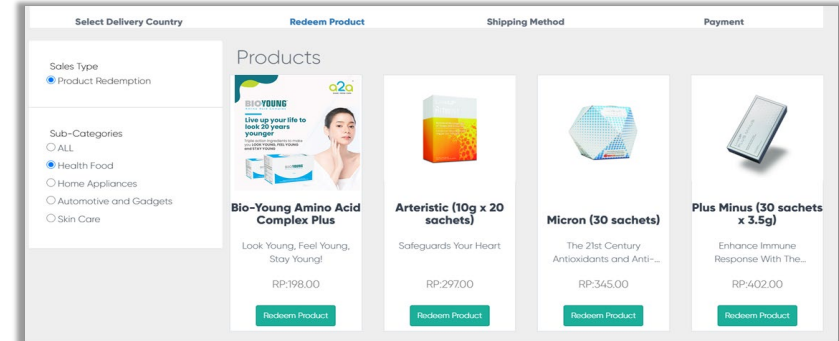 Select Delivery Country
Redeem Product
Shipping Method
Payment
Sales Type
Product Redemption
Sub-Categories
ALL
Health Food
Home Appliances
Automotive and Gadgets
Skin Care
Products
a2a
BIOYOUNG
Live up your life to
look 20 years
younger
Bio-Young Amino Acid
Complex Plus
Look Young, Feel Young,
Stay Young!
RP:198.00
Redeem Product
Arteristic (10g x 20
sachets)
Safeguards Your Heart
RP:297.00
Redeem Product
Micron (30 sachets)
The 21st Century
Antioxidants and Anti-...
RP:345.00
Redeem Product
Plus Minus (30 sachets
x 3.5g)
Enhance Immune
Response With The...
RP:402.00
Redeem Product